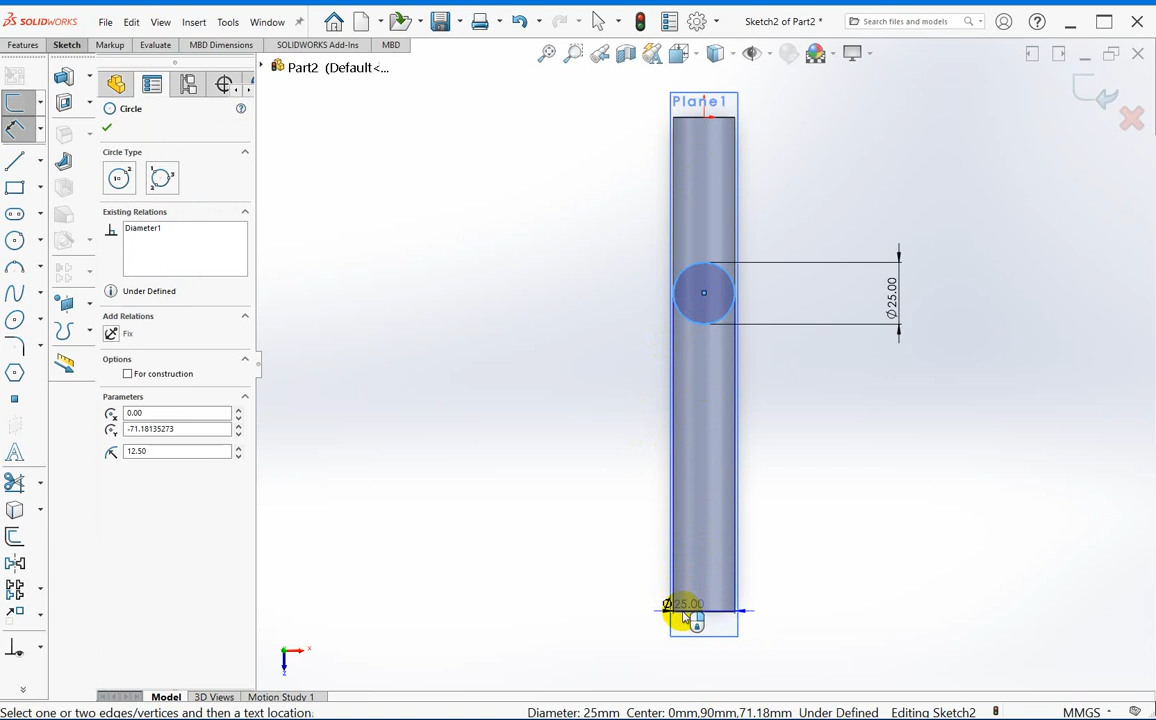 SOLIDWORKS File Edit View Insert Tools Window Sketch2 of Part2 * Search files and models
Features Sketch Markup Evaluate MBD Dimensions SOLIDWORKS Add-Ins MBD
Part2 (Default<...
Circle
Circle Type
Existing Relations
Diameter1
Under Defined
Add Relations
Fix
Options
For construction
Parameters
0.00
-71.18135273
12.50
Plane1
Ø25.00
Ø25.00
Model 3D Views Motion Study 1
Select one or two edges/vertices and then a text location. Diameter: 25mm Center: 0mm,90mm,71.18mm Under Defined Editing Sketch2 MMGS